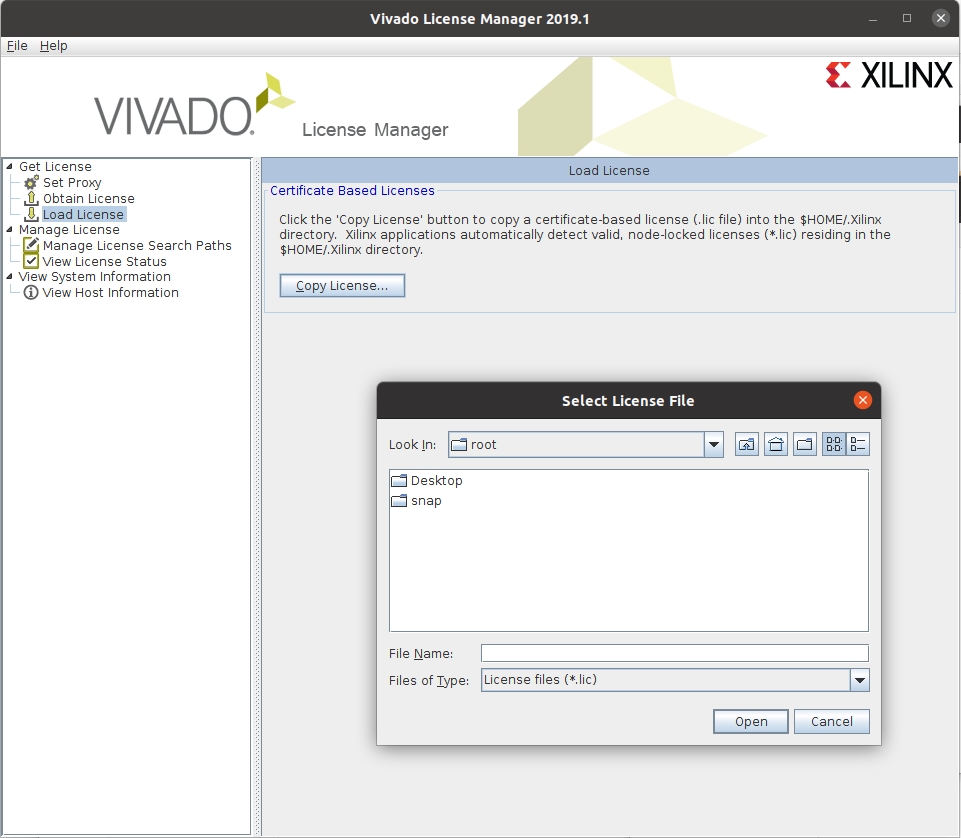 Vivado License Manager 2019.1
File Help
VIVADO.
License Manager
XILINX
Get License
Set Proxy
Obtain License
Load License
Manage License
Manage License Search Paths
View License Status
View System Information
View Host Information
Load License
Certificate Based Licenses
Click the 'Copy License' button to copy a certificate-based license (.lic file) into the $HOME/.Xilinx
directory. Xilinx applications automatically detect valid, node-locked licenses (*.lic) residing in the
$HOME/.Xilinx directory.
Copy License...
Select License File
Look In: root
Desktop
snap
File Name:
Files of Type: License files (*.lic)
Open Cancel